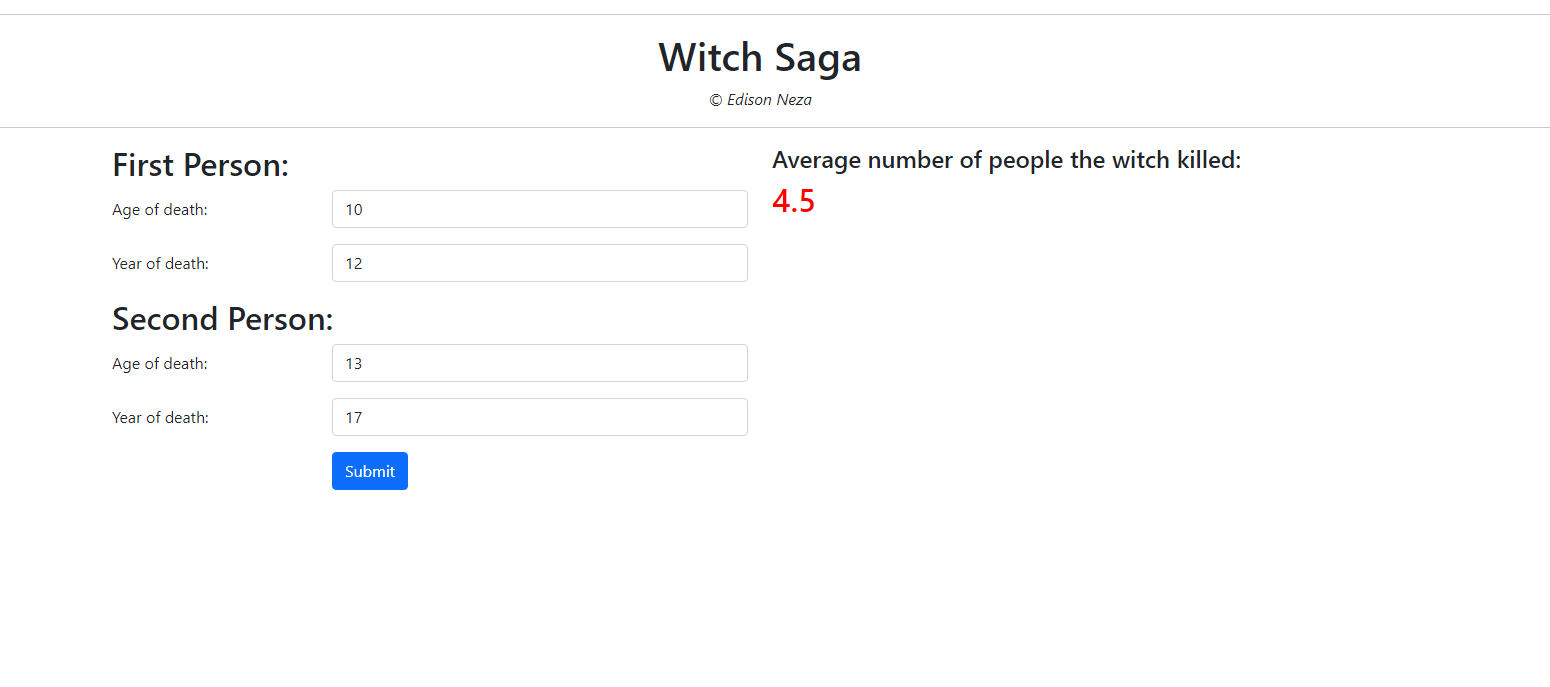 Witch Saga
© Edison Neza
First Person:
Age of death:
10
Year of death:
12
Second Person:
Age of death:
13
Year of death:
17
Submit
Average number of people the witch killed:
4.5